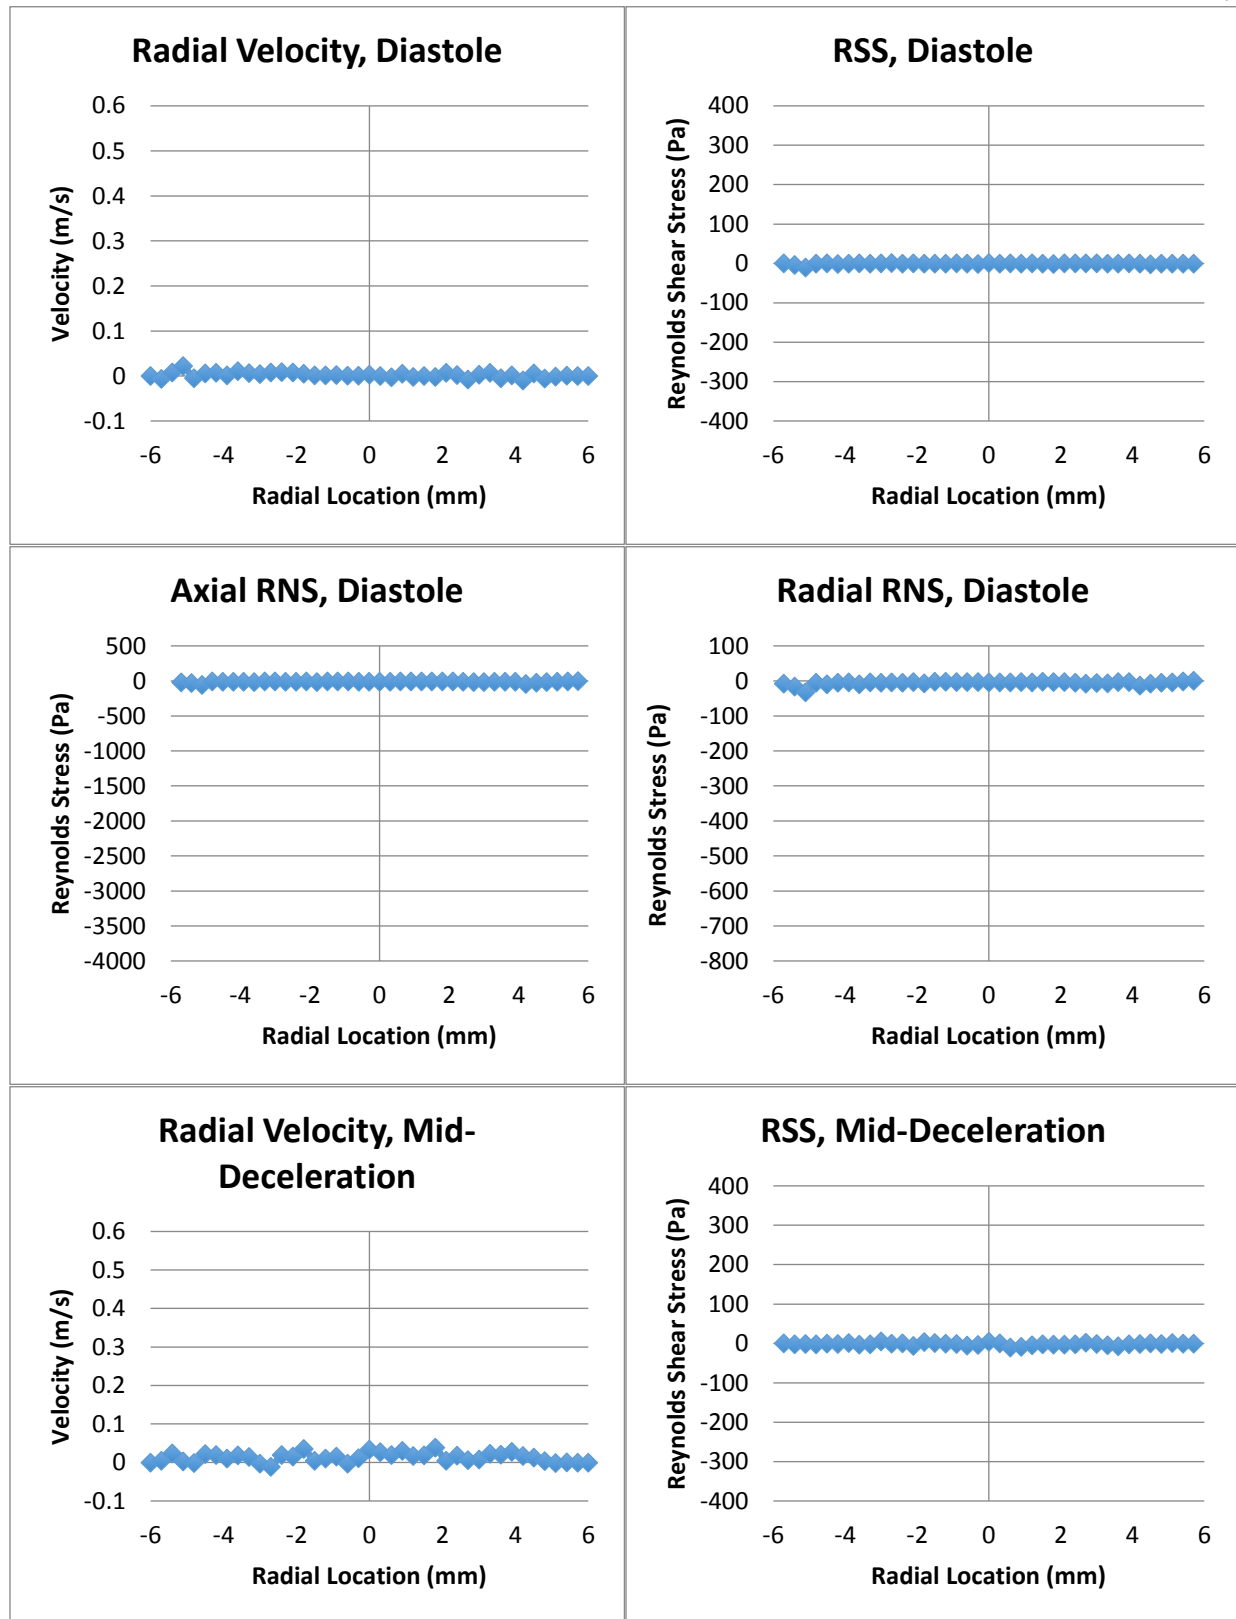 Radial Velocity, Diastole
0.6
0.5
0.4
0.3
0.2
0.1
0
-0.1
Velocity (m/s)
-6 -4 -2 0 2 4 6
Radial Location (mm)
RSS, Diastole
400
300
200
100
0
-100
-200
-300
-400
Reynolds Shear Stress (Pa)
-6 -4 -2 0 2 4 6
Radial Location (mm)
Axial RNS, Diastole
500
0
-500
-1000
-1500
-2000
-2500
-3000
-3500
-4000
Reynolds Stress (Pa)
-6 -4 -2 0 2 4 6
Radial Location (mm)
Radial RNS, Diastole
100
0
-100
-200
-300
-400
-500
-600
-700
-800
Reynolds Stress (Pa)
-6 -4 -2 0 2 4 6
Radial Location (mm)
Radial Velocity, Mid-
Deceleration
0.6
0.5
0.4
0.3
0.2
0.1
0
-0.1
Velocity (m/s)
-6 -4 -2 0 2 4 6
Radial Location (mm)
RSS, Mid-Deceleration
400
300
200
100
0
-100
-200
-300
-400
Reynolds Shear Stress (Pa)
-6 -4 -2 0 2 4 6
Radial Location (mm)